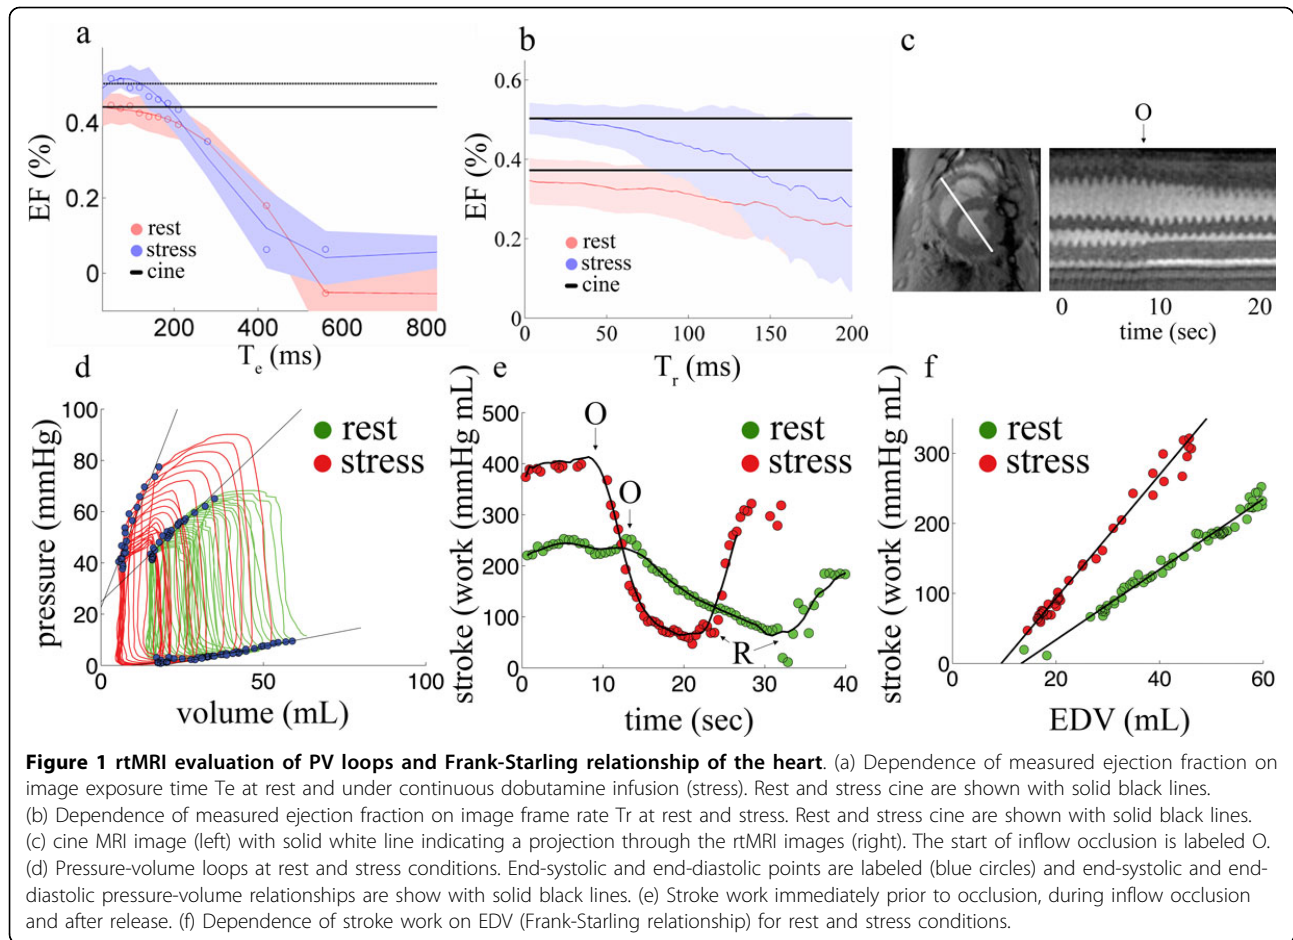 a
EF (%)
0.4
0.2
0
rest
stress
cine
200
400
600
800
T_e (ms)
b
EF (%)
0.6
0.4
0.2
0
rest
stress
cine
0
50
100
150
200
T_r (ms)
c
O
0
10
20
time (sec)
d
pressure (mmHg)
100
80
60
40
20
0
rest
stress
0
50
100
volume (mL)
e
stroke (work (mmHg mL)
500
400
300
200
100
0
O
O
R
rest
stress
0
10
20
30
40
time (sec)
f
stroke (work (mmHg mL)
300
200
100
0
rest
stress
0
20
40
60
EDV (mL)
Figure 1 rtMRI evaluation of PV loops and Frank-Starling relationship of the heart. (a) Dependence of measured ejection fraction on
image exposure time Te at rest and under continuous dobutamine infusion (stress). Rest and stress cine are shown with solid black lines.
(b) Dependence of measured ejection fraction on image frame rate Tr at rest and stress. Rest and stress cine are shown with solid black lines.
(c) cine MRI image (left) with solid white line indicating a projection through the rtMRI images (right). The start of inflow occlusion is labeled O.
(d) Pressure-volume loops at rest and stress conditions. End-systolic and end-diastolic points are labeled (blue circles) and end-systolic and end-
diastolic pressure-volume relationships are show with solid black lines. (e) Stroke work immediately prior to occlusion, during inflow occlusion
and after release. (f) Dependence of stroke work on EDV (Frank-Starling relationship) for rest and stress conditions.